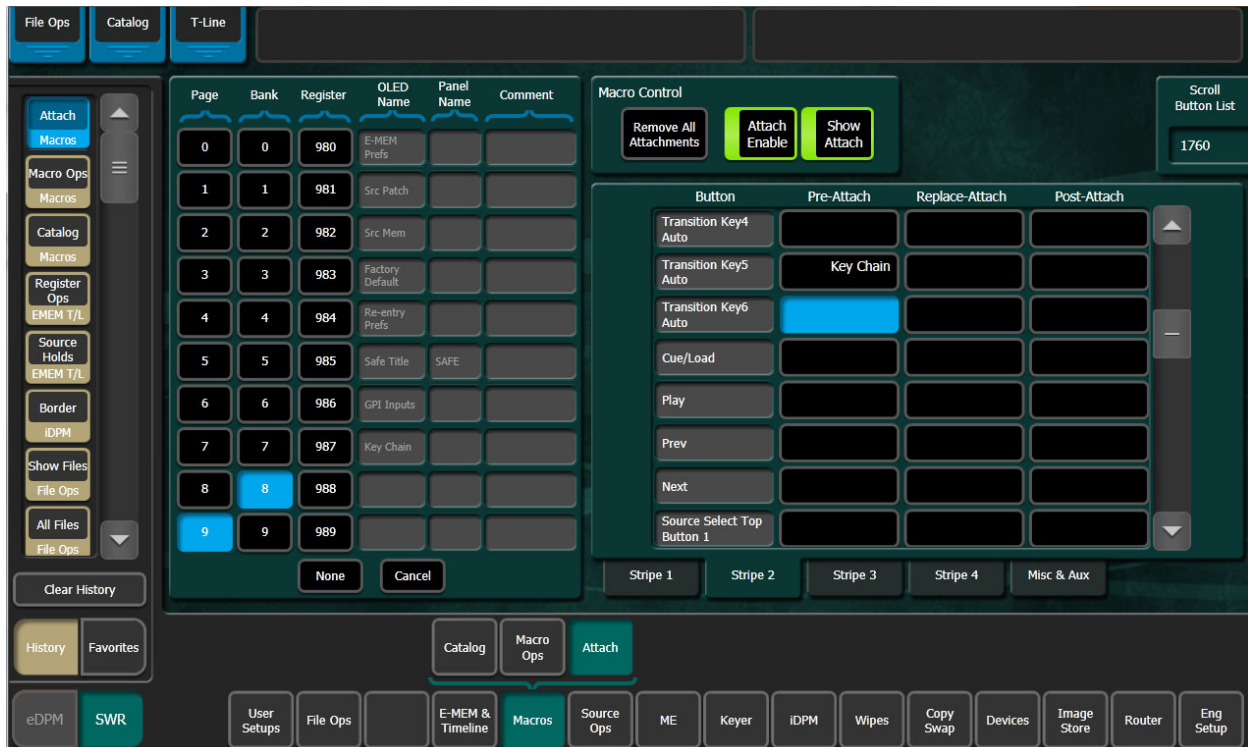 File Ops
Catalog
T-Line
Attach
Macros
Macro Ops
Macros
Catalog
Macros
Register
Ops
EMEM T/L
Source
Holds
EMEM T/L
Border
iDPM
Show Files
File Ops
All Files
File Ops
Clear History
History
Favorites
eDPM
SWR
Page
Bank
Register
OLED
Name
Panel
Name
Comment
0
0
980
E-MEM
Prefs
1
1
981
Src Patch
2
2
982
Src Mem
3
3
983
Factory
Default
4
4
984
Re-entry
Prefs
5
5
985
Safe Title
SAFE
6
6
986
GPI Inputs
7
7
987
Key Chain
8
8
988
9
9
989
None
Cancel
Macro Control
Remove All
Attachments
Attach
Enable
Show
Attach
Scroll
Button List
1760
Button
Pre-Attach
Replace-Attach
Post-Attach
Transition Key4
Auto
Transition Key5
Auto
Key Chain
Transition Key6
Auto
Cue/Load
Play
Prev
Next
Source Select Top
Button 1
Stripe 1
Stripe 2
Stripe 3
Stripe 4
Misc & Aux
Catalog
Macro
Ops
Attach
User
Setups
File Ops
E-MEM &
Timeline
Macros
Source
Ops
ME
Keyer
iDPM
Wipes
Copy
Swap
Devices
Image
Store
Router
Eng
Setup